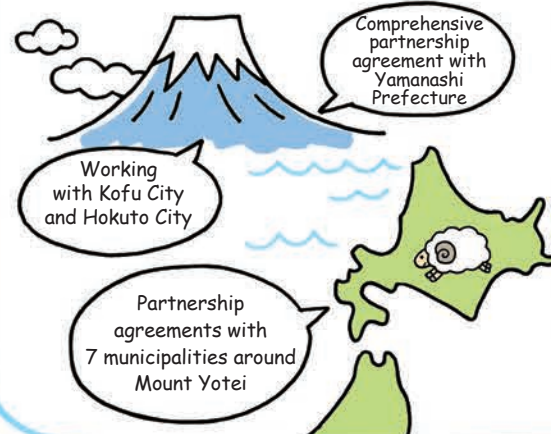 Comprehensive
partnership
agreement with
Yamanashi
Prefecture
Working
with Kofu City
and Hokuto City
Partnership
agreements with
7 municipalities around
Mount Yotei